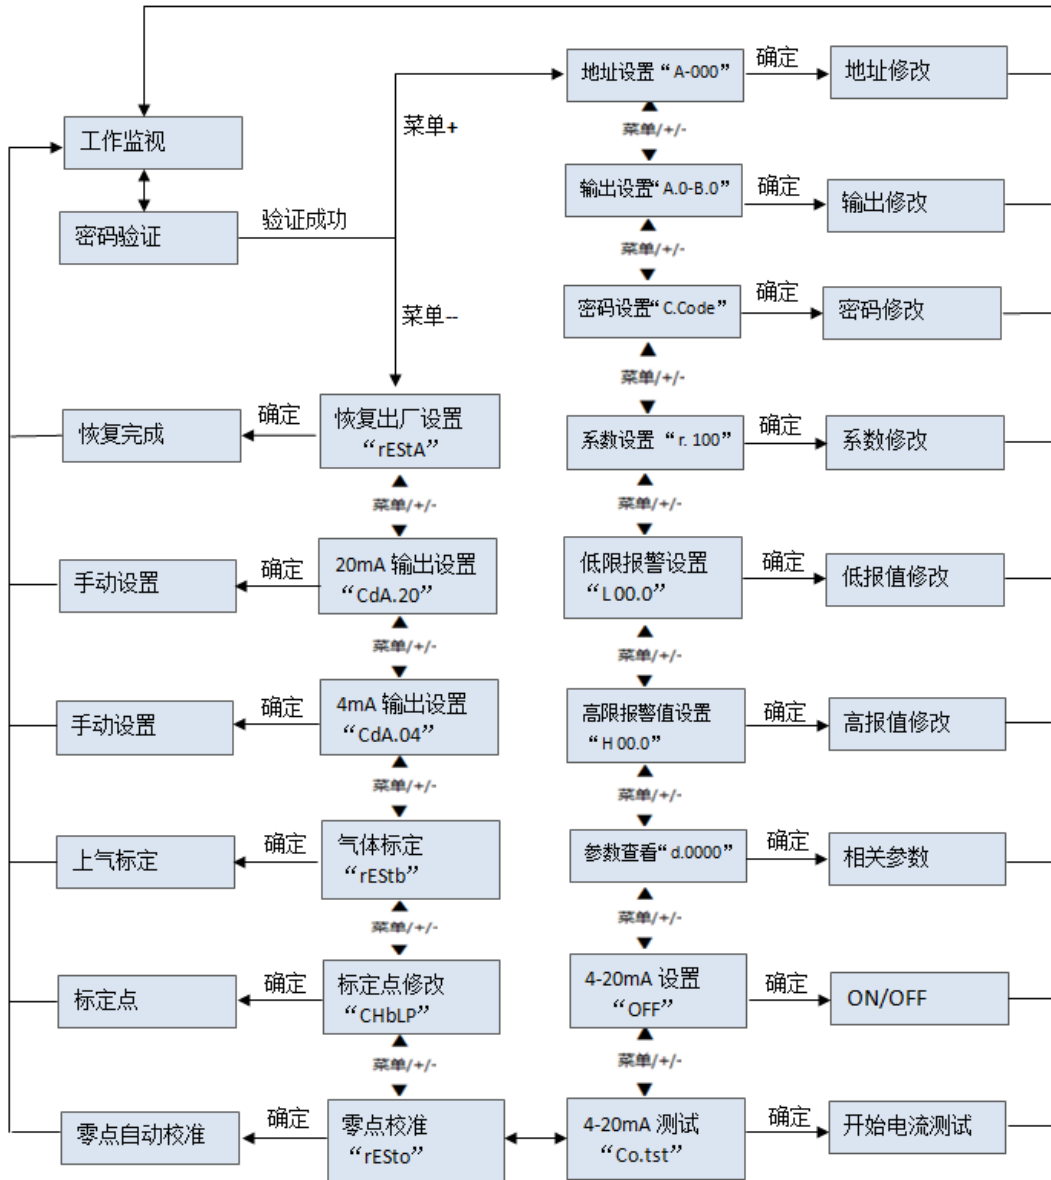 地址设置 “A-000”
确定
地址修改
菜单/+/-
菜单+
工作监视
输出设置“A.0-B.0”
确定
输出修改
验证成功
密码验证
菜单/+/-
密码设置“C.Code”
确定
密码修改
菜单--
菜单/+/-
恢复出厂设置
“rEStA”
确定
恢复完成
系数设置 “r. 100”
确定
系数修改
菜单/+/-
菜单/+/-
20mA 输出设置
“CdA.20”
确定
手动设置
低限报警设置
“L 00.0”
确定
低报值修改
菜单/+/-
菜单/+/-
4mA 输出设置
“CdA.04”
确定
手动设置
高限报警值设置
“H 00.0”
确定
高报值修改
菜单/+/-
菜单/+/-
气体标定
“rEStb”
确定
上气标定
参数查看“d.0000”
确定
相关参数
菜单/+/-
菜单/+/-
标定点修改
“CHbLP”
确定
标定点
4-20mA 设置
“OFF”
确定
ON/OFF
菜单/+/-
菜单/+/-
零点校准
“rESto”
确定
零点自动校准
4-20mA 测试
“Co.tst”
确定
开始电流测试